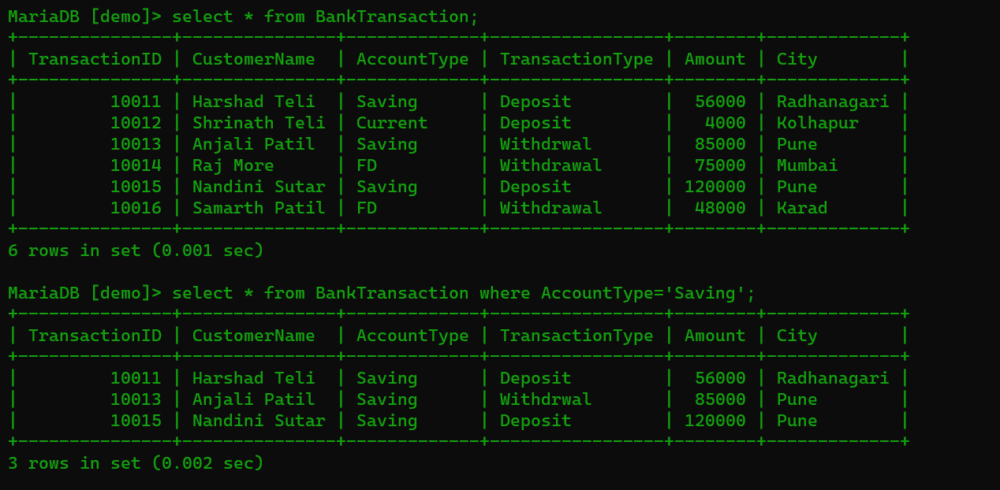 MariaDB [demo]> select * from BankTransaction;
+---------------+---------------+-------------+-----------------+--------+-------------+
| TransactionID | CustomerName  | AccountType | TransactionType | Amount | City        |
+---------------+---------------+-------------+-----------------+--------+-------------+
|         10011 | Harshad Teli  | Saving      | Deposit         |  56000 | Radhanagari |
|         10012 | Shrinath Teli | Current     | Deposit         |   4000 | Kolhapur    |
|         10013 | Anjali Patil  | Saving      | Withdrwal       |  85000 | Pune        |
|         10014 | Raj More      | FD          | Withdrawal      |  75000 | Mumbai      |
|         10015 | Nandini Sutar | Saving      | Deposit         | 120000 | Pune        |
|         10016 | Samarth Patil | FD          | Withdrawal      |  48000 | Karad       |
+---------------+---------------+-------------+-----------------+--------+-------------+
6 rows in set (0.001 sec)

MariaDB [demo]> select * from BankTransaction where AccountType='Saving';
+---------------+---------------+-------------+-----------------+--------+-------------+
| TransactionID | CustomerName  | AccountType | TransactionType | Amount | City        |
+---------------+---------------+-------------+-----------------+--------+-------------+
|         10011 | Harshad Teli  | Saving      | Deposit         |  56000 | Radhanagari |
|         10013 | Anjali Patil  | Saving      | Withdrwal       |  85000 | Pune        |
|         10015 | Nandini Sutar | Saving      | Deposit         | 120000 | Pune        |
+---------------+---------------+-------------+-----------------+--------+-------------+
3 rows in set (0.002 sec)